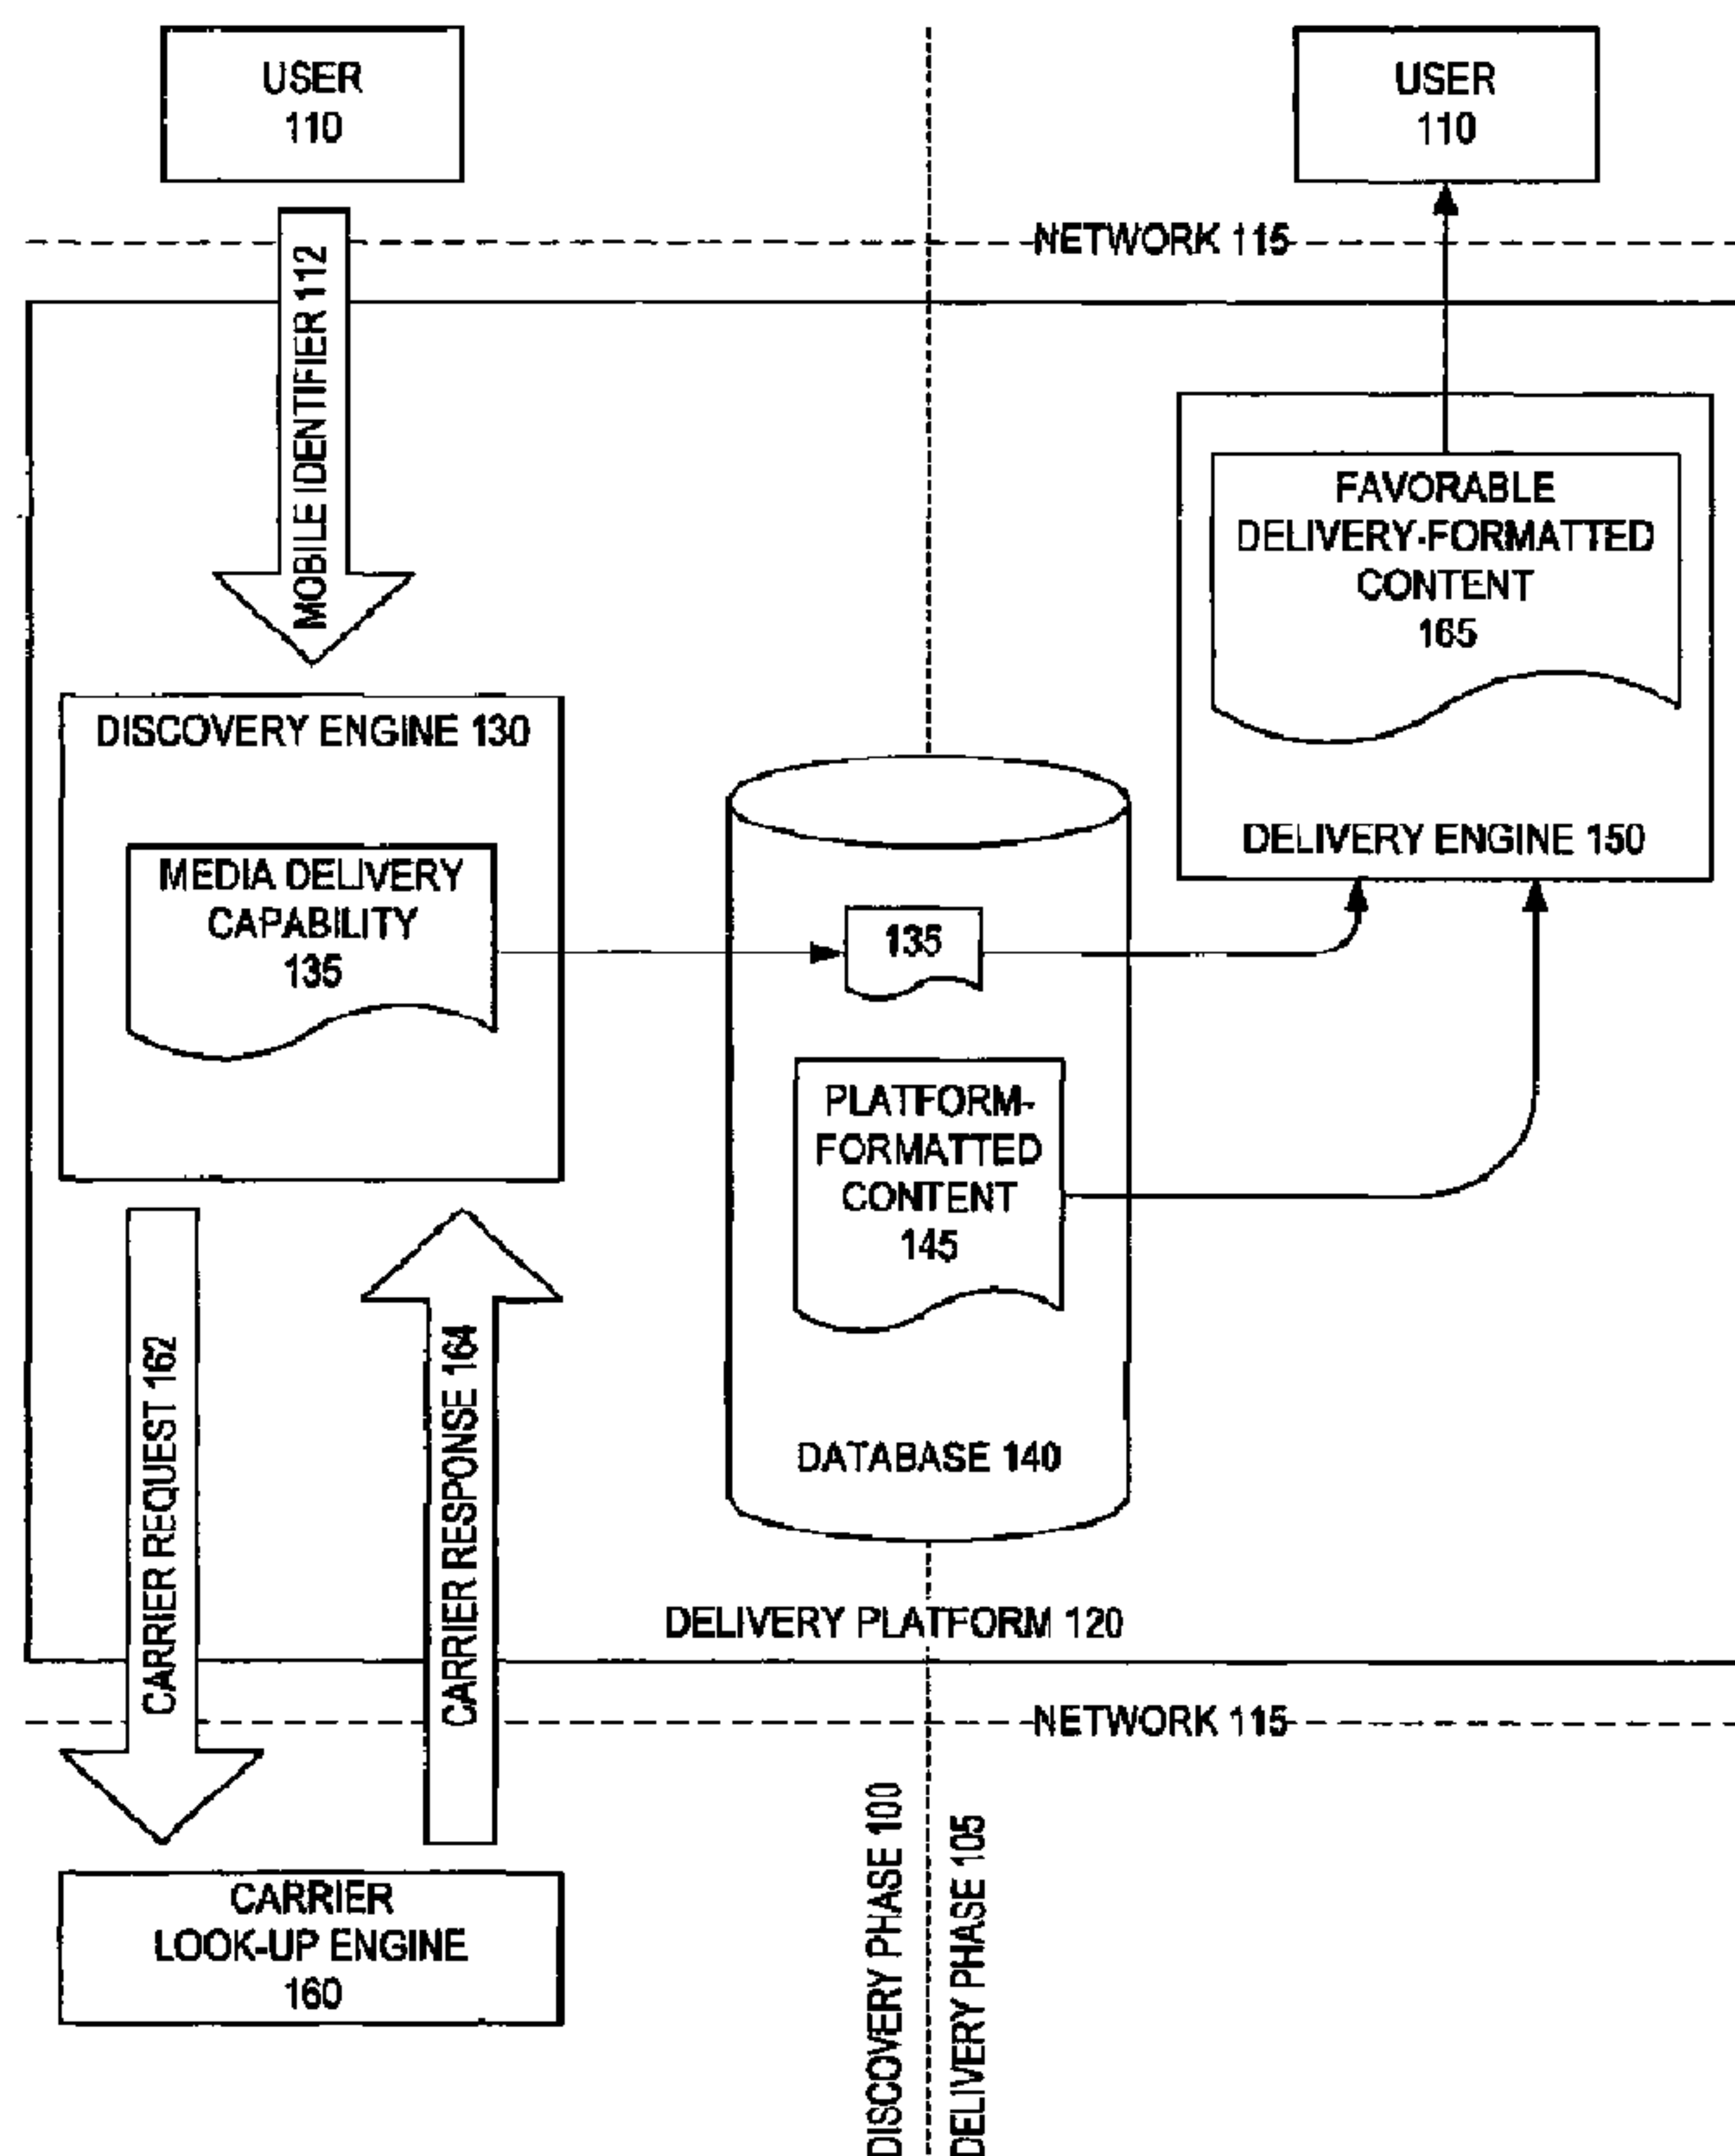 USER
110
USER
110
NETWORK 115
MOBILE IDENTIFIER 112
FAVORABLE
DELIVERY-FORMATTED
CONTENT
165
DELIVERY ENGINE 150
DISCOVERY ENGINE 130
MEDIA DELIVERY
CAPABILITY
135
135
PLATFORM-
FORMATTED
CONTENT
145
DATABASE 140
CARRIER REQUEST 162
CARRIER RESPONSE 164
DELIVERY PLATFORM 120
NETWORK 115
CARRIER
LOOK-UP ENGINE
160
DISCOVERY PHASE 100
DELIVERY PHASE 105